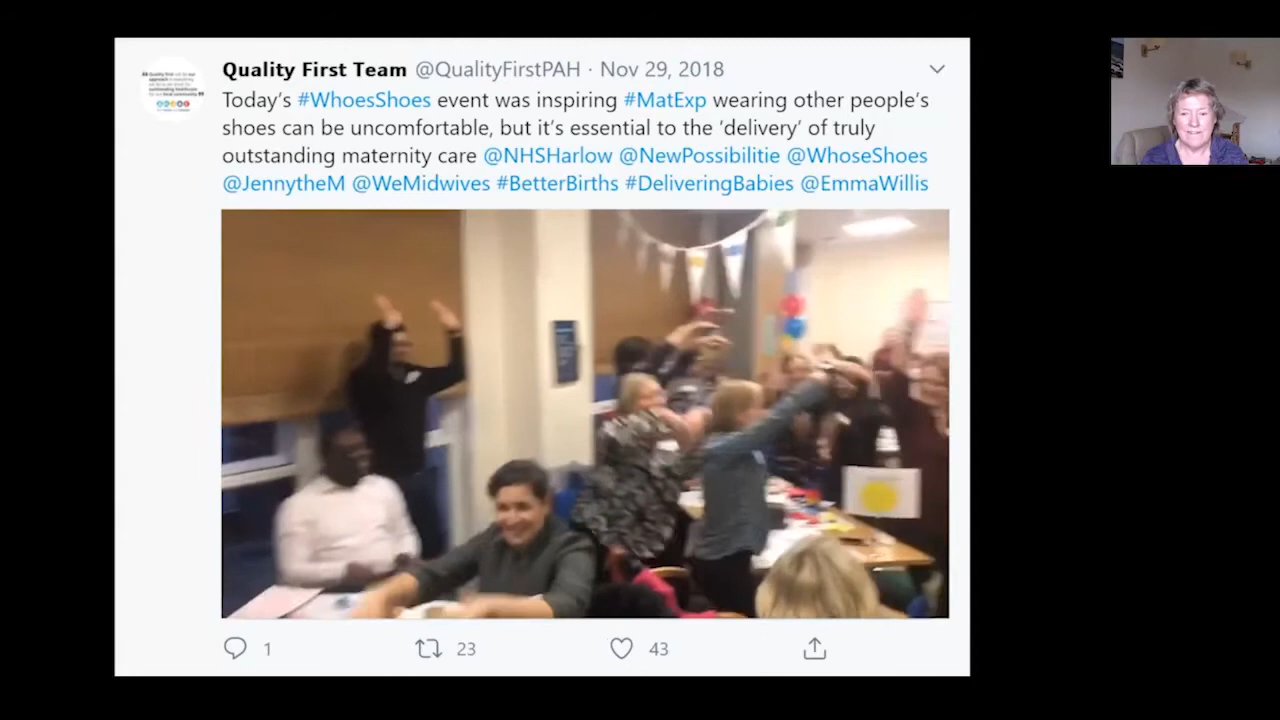 Quality First Team @QualityFirstPAH · Nov 29, 2018
Today's #WhoesShoes event was inspiring #MatExp wearing other people's
shoes can be uncomfortable, but it's essential to the 'delivery' of truly
outstanding maternity care @NHSHarlow @NewPossibilitie @WhoseShoes
@JennytheM @WeMidwives #BetterBirths #DeliveringBabies @EmmaWillis
1 23 43